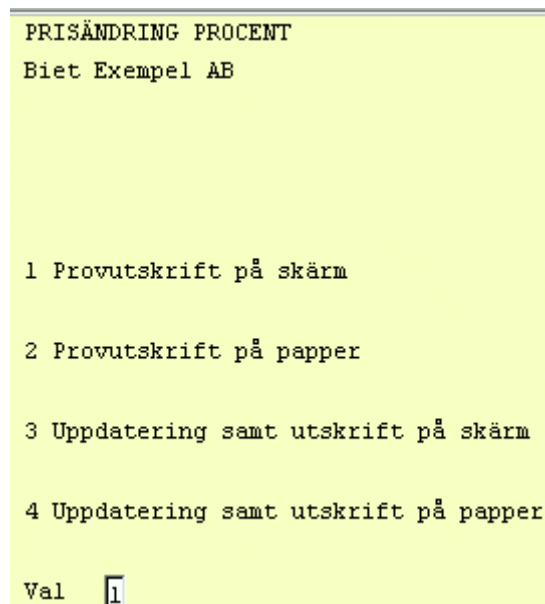 PRISÄNDRING PROCENT
Biet Exempel AB
1 Provutskrift på skärm
2 Provutskrift på papper
3 Uppdatering samt utskrift på skärm
4 Uppdatering samt utskrift på papper
Val 1